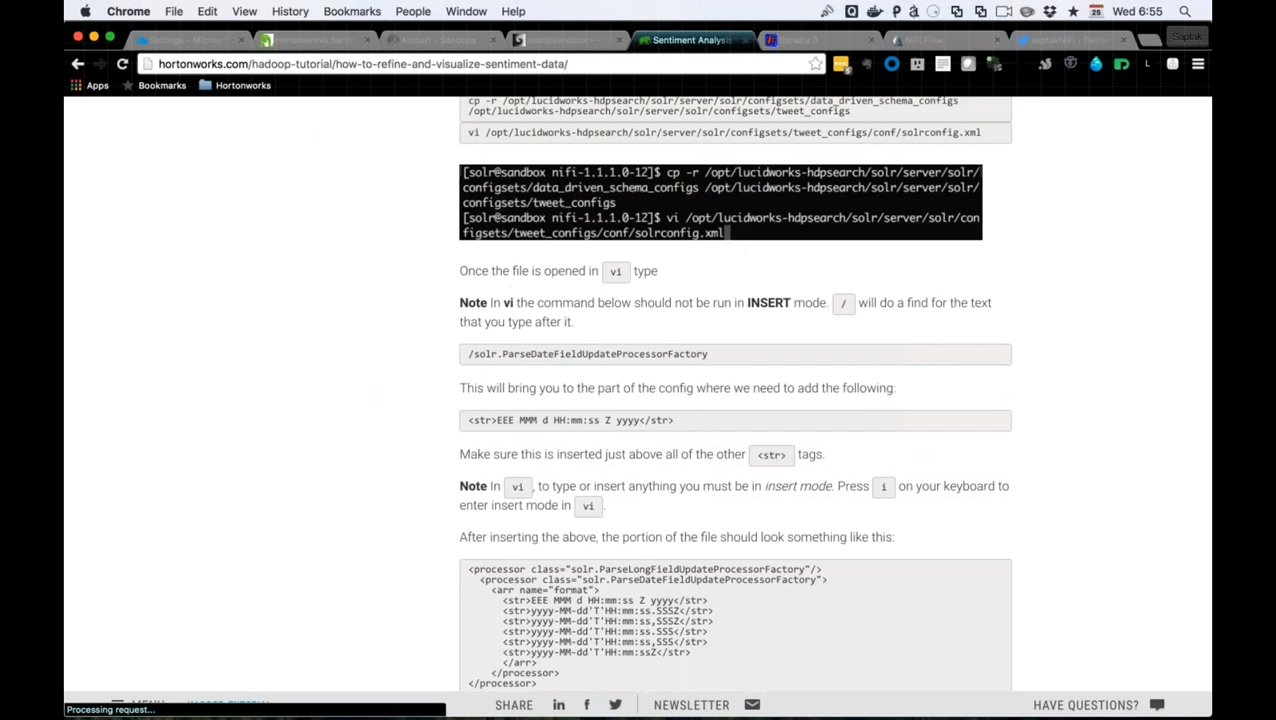 Chrome File Edit View History Bookmarks People Window Help
25 Wed 6:55
Settings - Micros
Hortonworks San
Ambari - Sandbox
root@sandbox:~
Sentiment Analysis
Banana 3
NiFi Flow
Saptak
hortonworks.com/hadoop-tutorial/how-to-refine-and-visualize-sentiment-data/
Apps Bookmarks Hortonworks
cp -r /opt/lucidworks-hdpsearch/solr/server/solr/configsets/data_driven_schema_configs
/opt/lucidworks-hdpsearch/solr/server/solr/configsets/tweet_configs
vi /opt/lucidworks-hdpsearch/solr/server/solr/configsets/tweet_configs/conf/solrconfig.xml
[solr@sandbox nifi-1.1.1.0-12]$ cp -r /opt/lucidworks-hdpsearch/solr/server/solr/
configsets/data_driven_schema_configs /opt/lucidworks-hdpsearch/solr/server/solr/
configsets/tweet_configs
[solr@sandbox nifi-1.1.1.0-12]$ vi /opt/lucidworks-hdpsearch/solr/server/solr/con
figsets/tweet_configs/conf/solrconfig.xml
Once the file is opened in vi type
Note In vi the command below should not be run in INSERT mode. / will do a find for the text
that you type after it.
/solr.ParseDateFieldUpdateProcessorFactory
This will bring you to the part of the config where we need to add the following:
<str>EEE MMM d HH:mm:ss Z yyyy</str>
Make sure this is inserted just above all of the other <str> tags.
Note In vi , to type or insert anything you must be in insert mode. Press i on your keyboard to
enter insert mode in vi .
After inserting the above, the portion of the file should look something like this:
<processor class="solr.ParseLongFieldUpdateProcessorFactory"/>
<processor class="solr.ParseDateFieldUpdateProcessorFactory">
<arr name="format">
<str>EEE MMM d HH:mm:ss Z yyyy</str>
<str>yyyy-MM-dd'T'HH:mm:ss.SSSZ</str>
<str>yyyy-MM-dd'T'HH:mm:ss,SSSZ</str>
<str>yyyy-MM-dd'T'HH:mm:ss.SSS</str>
<str>yyyy-MM-dd'T'HH:mm:ss,SSS</str>
<str>yyyy-MM-dd'T'HH:mm:ssZ</str>
</arr>
</processor>
</processor>
MENU
SHARE NEWSLETTER HAVE QUESTIONS?
Processing request...